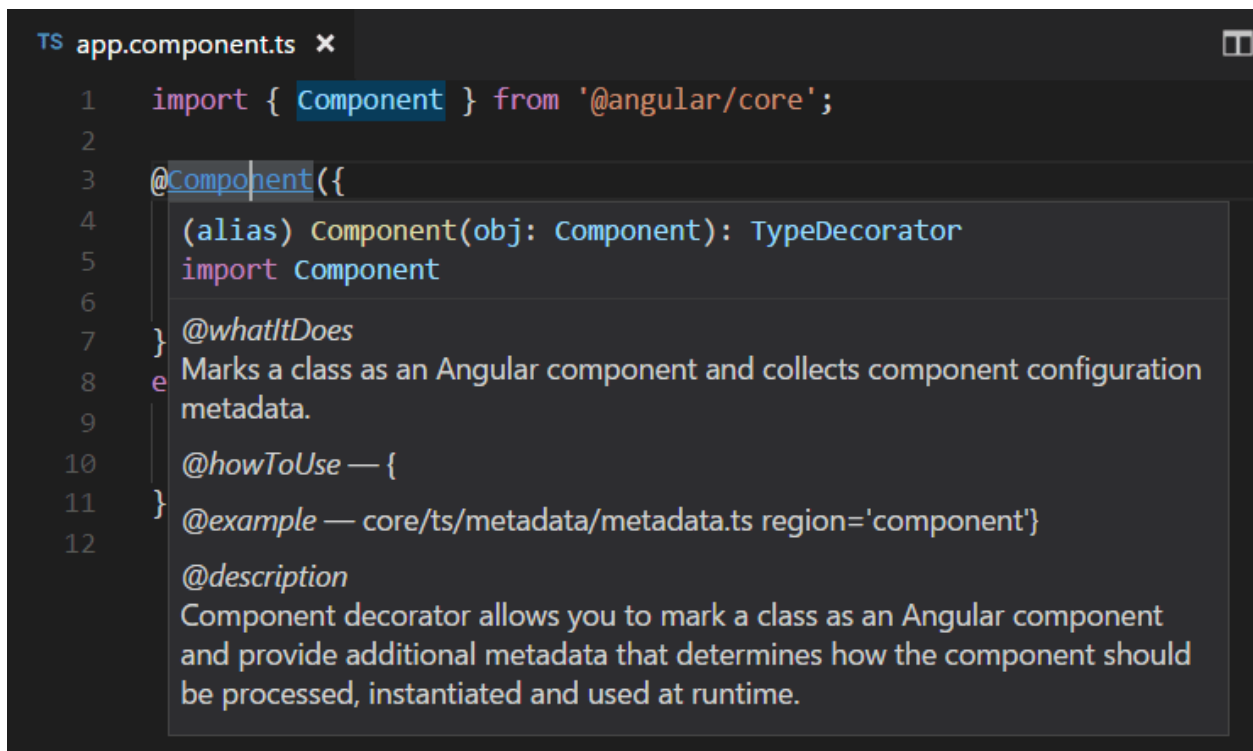 TS app.component.ts ×
1 import { Component } from '@angular/core';
2
3 @Component({
4 (alias) Component(obj: Component): TypeDecorator
5 import Component
6
7 } @whatItDoes
8 e Marks a class as an Angular component and collects component configuration
9 metadata.
10 @howToUse — {
11 } @example — core/ts/metadata/metadata.ts region='component'}
12
@description
Component decorator allows you to mark a class as an Angular component
and provide additional metadata that determines how the component should
be processed, instantiated and used at runtime.